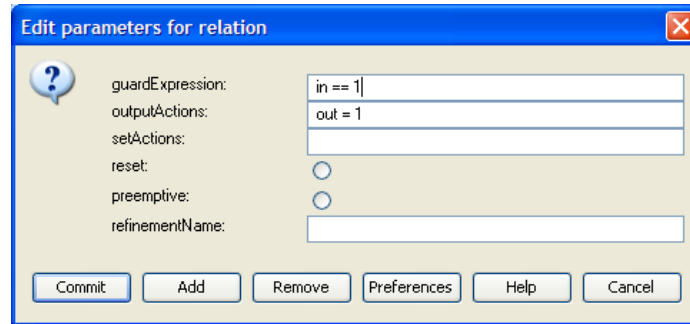 Edit parameters for relation
guardExpression: in == 1
outputActions: out = 1
setActions:
reset:
preemptive:
refinementName:
Commit Add Remove Preferences Help Cancel